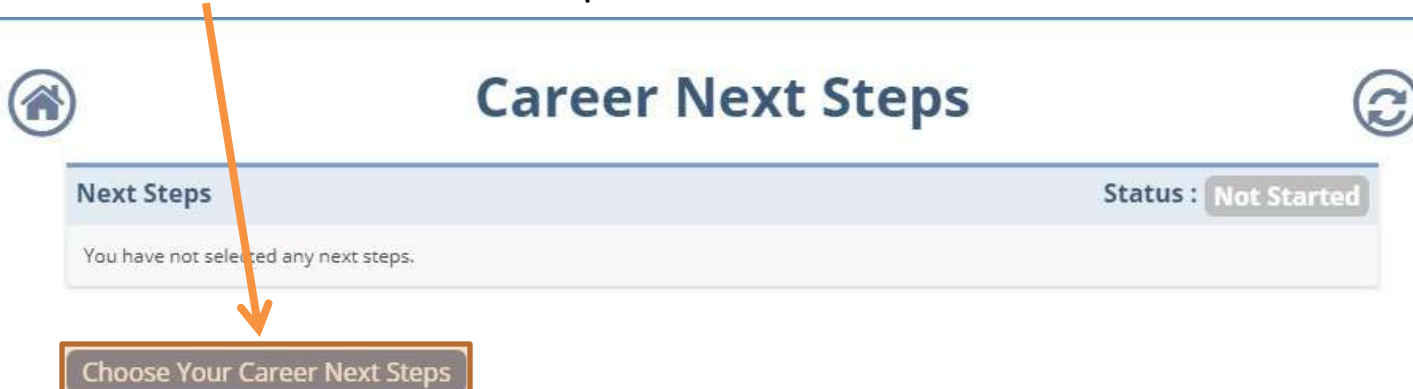 Career Next Steps
Next Steps
Status : Not Started
You have not selected any next steps.
Choose Your Career Next Steps